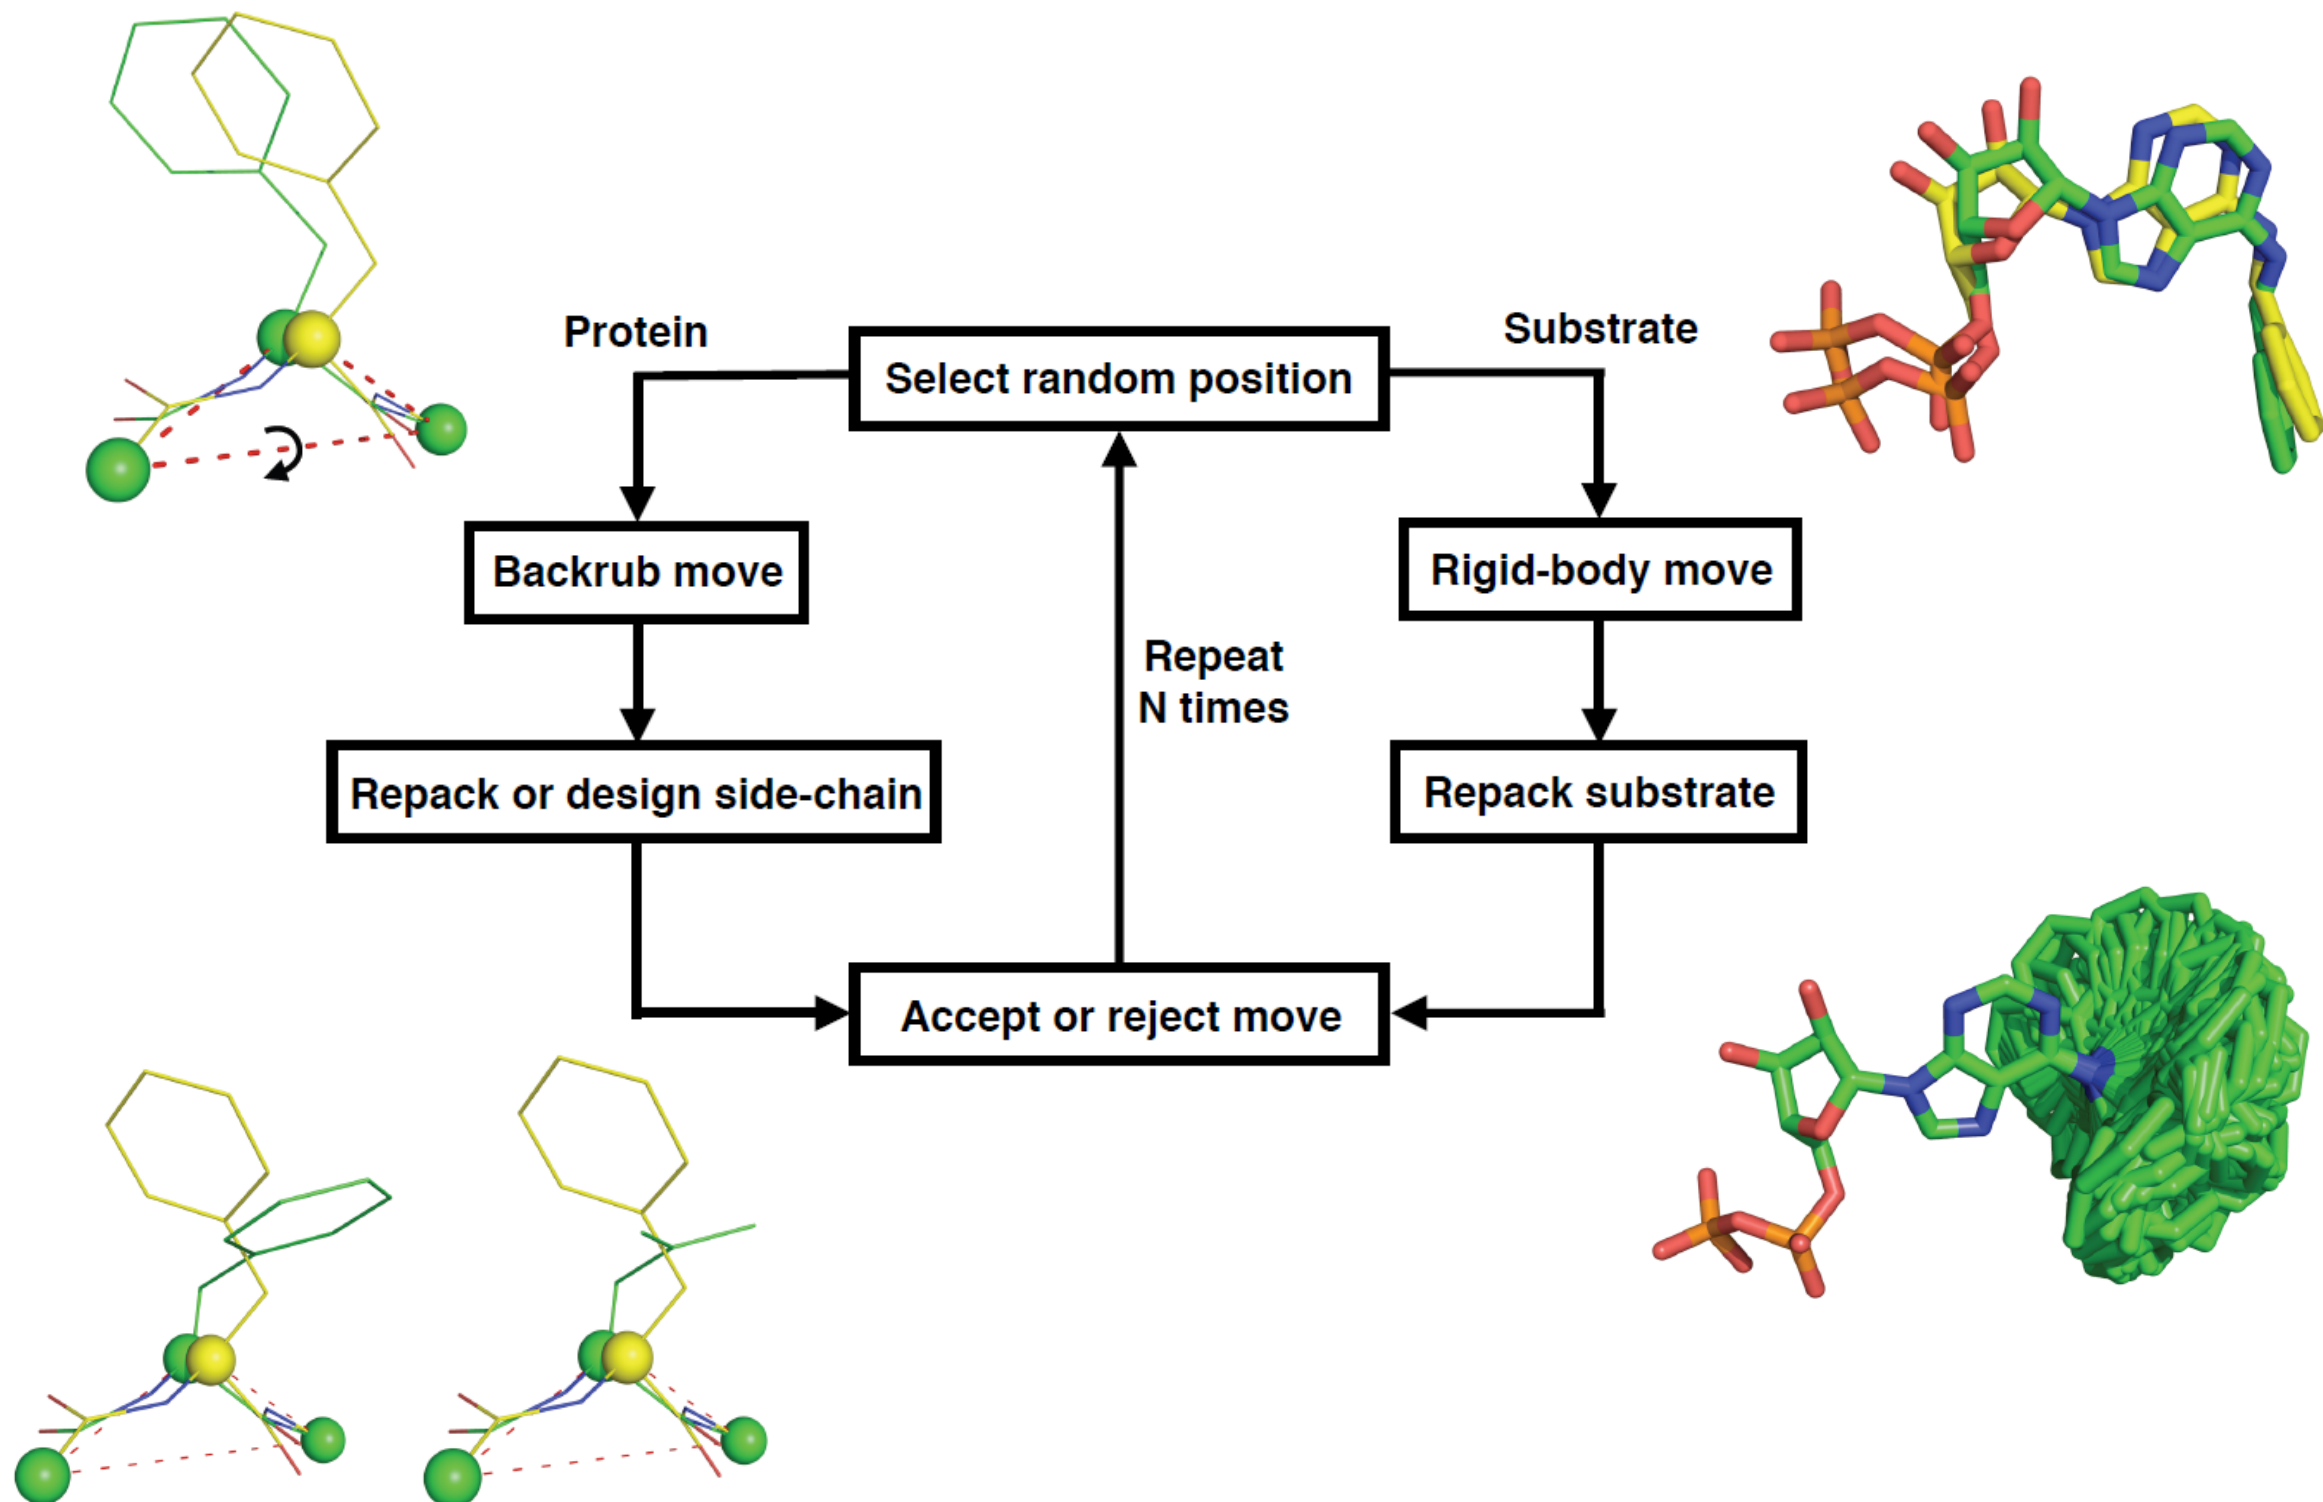 Protein
Substrate
Select random position
Backrub move
Rigid-body move
Repeat
N times
Repack or design side-chain
Repack substrate
Accept or reject move